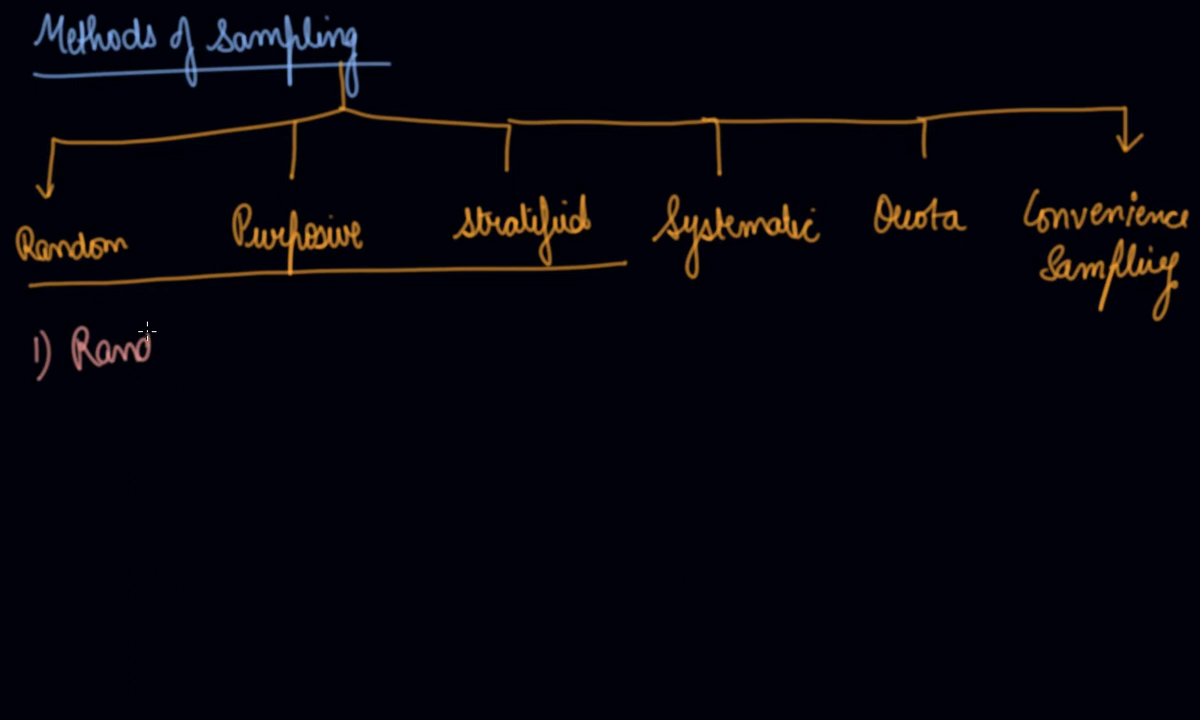 Methods of Sampling
Random Purposive Stratified Systematic Quota Convenience Sampling
1) Rand